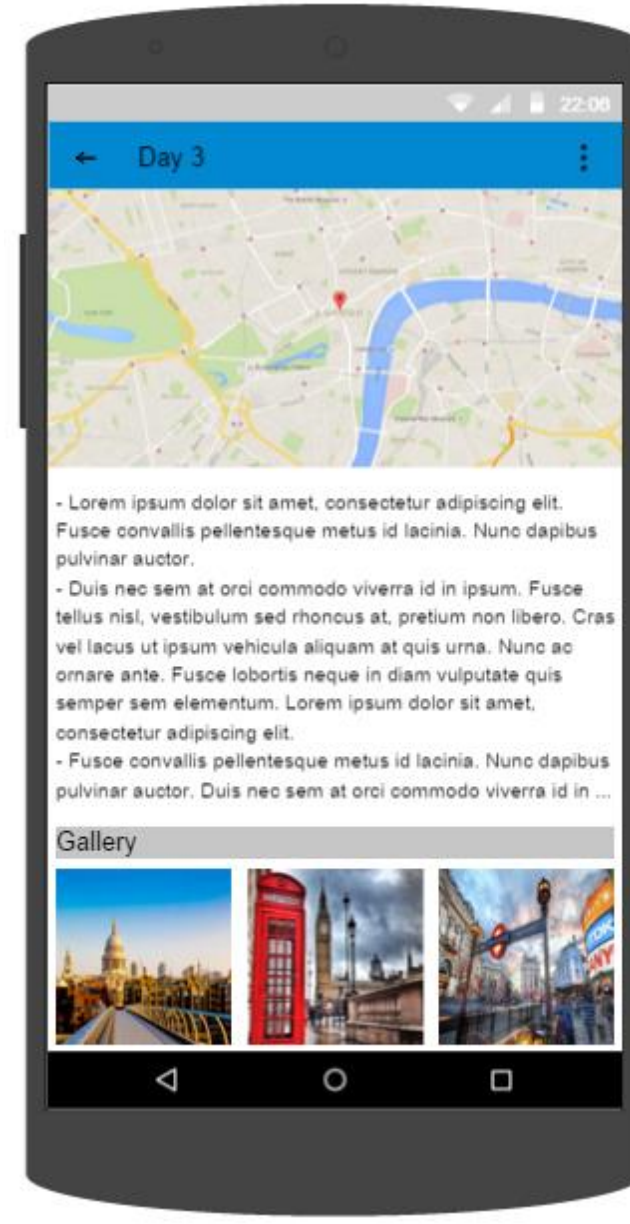 22:06
Day 3
- Lorem ipsum dolor sit amet, consectetur adipiscing elit.
Fusce convallis pellentesque metus id lacinia. Nunc dapibus
pulvinar auctor.
- Duis nec sem at orci commodo viverra id in ipsum. Fusce
tellus nisl, vestibulum sed rhoncus at, pretium non libero. Cras
vel lacus ut ipsum vehicula aliquam at quis urna. Nunc ac
ornare ante. Fusce lobortis neque in diam vulputate quis
semper sem elementum. Lorem ipsum dolor sit amet,
consectetur adipiscing elit.
- Fusce convallis pellentesque metus id lacinia. Nunc dapibus
pulvinar auctor. Duis nec sem at orci commodo viverra id in ...
Gallery